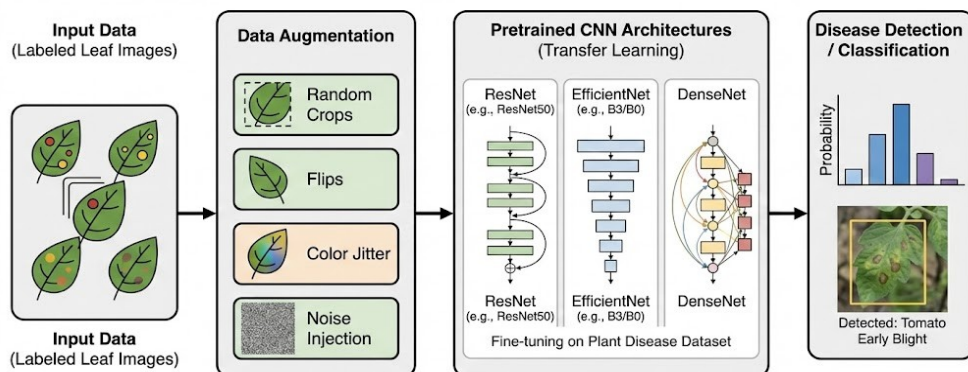 Input Data
(Labeled Leaf Images)
Input Data
(Labeled Leaf Images)
Data Augmentation
Random
Crops
Flips
Color Jitter
Noise
Injection
Pretrained CNN Architectures
(Transfer Learning)
ResNet
(e.g., ResNet50)
ResNet
(e.g., ResNet50)
EfficientNet
(e.g., B3/B0)
EfficientNet
(e.g., B3/B0)
DenseNet
DenseNet
Fine-tuning on Plant Disease Dataset
Disease Detection
/ Classification
Probability
Detected: Tomato
Early Blight